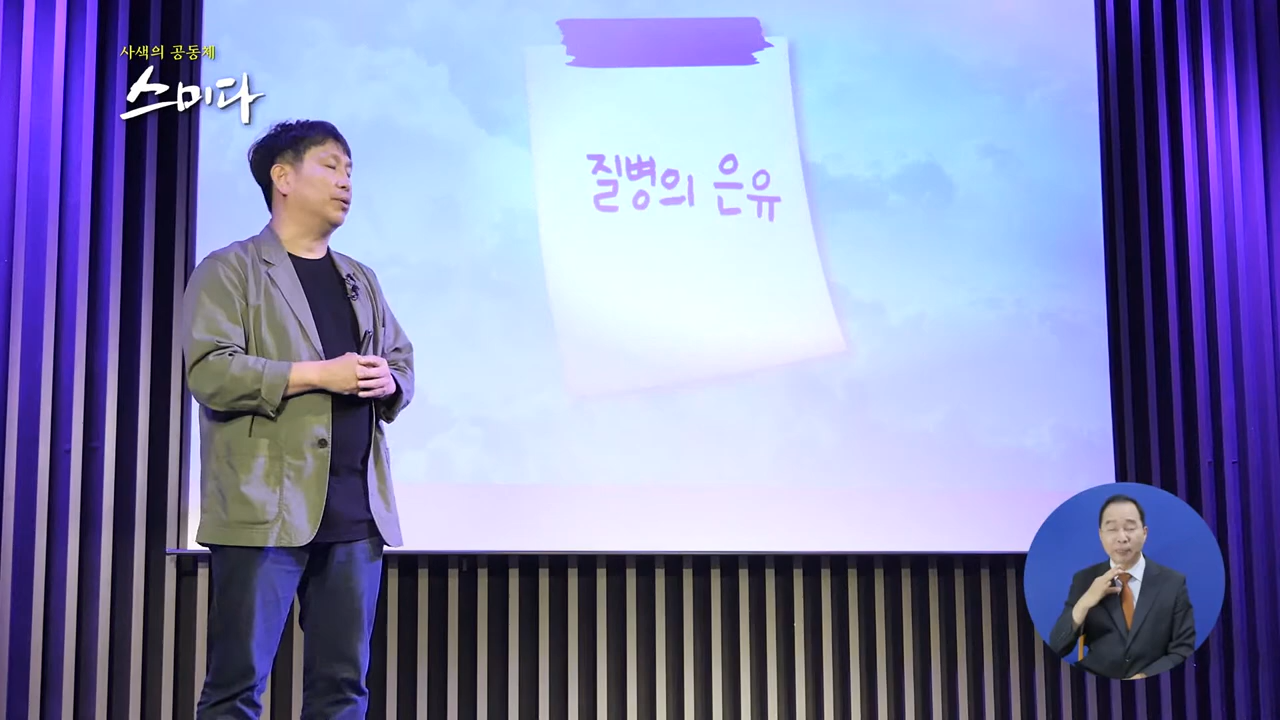 사색의 공동체
스미다
질병의 은유